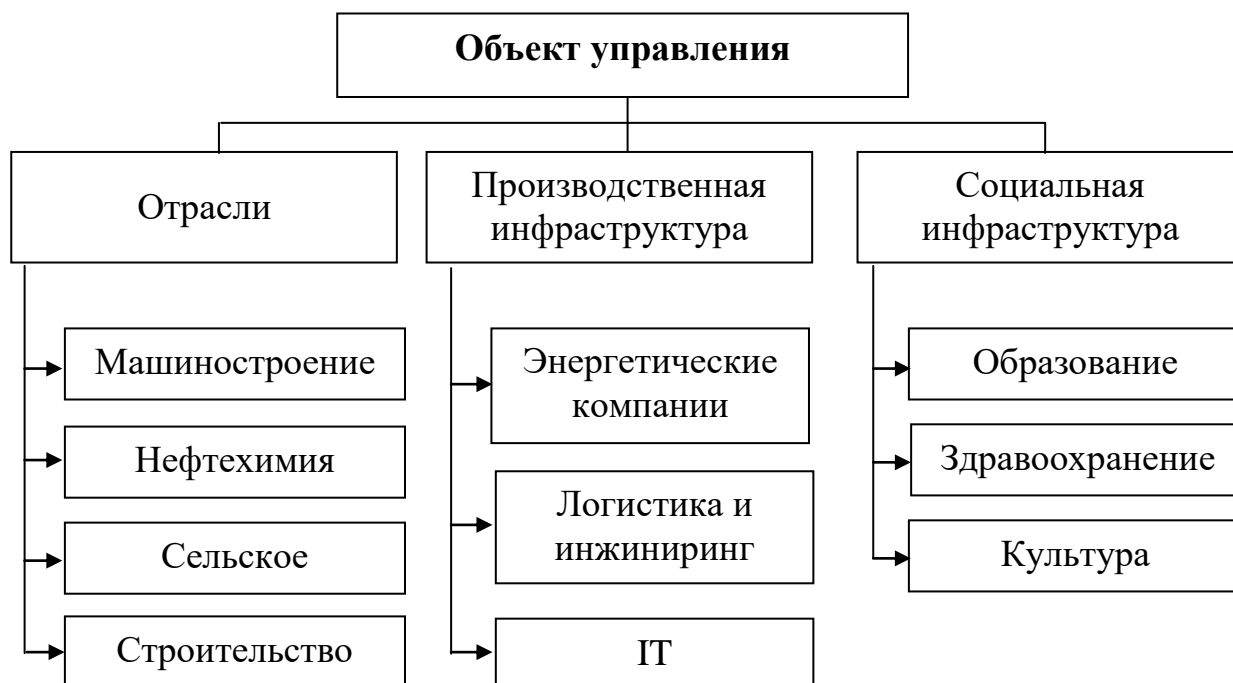 Объект управления
Отрасли
Машиностроение
Нефтехимия
Сельское
Строительство
Производственная
инфраструктура
Энергетические
компании
Логистика и
инжиниринг
IT
Социальная
инфраструктура
Образование
Здравоохранение
Культура